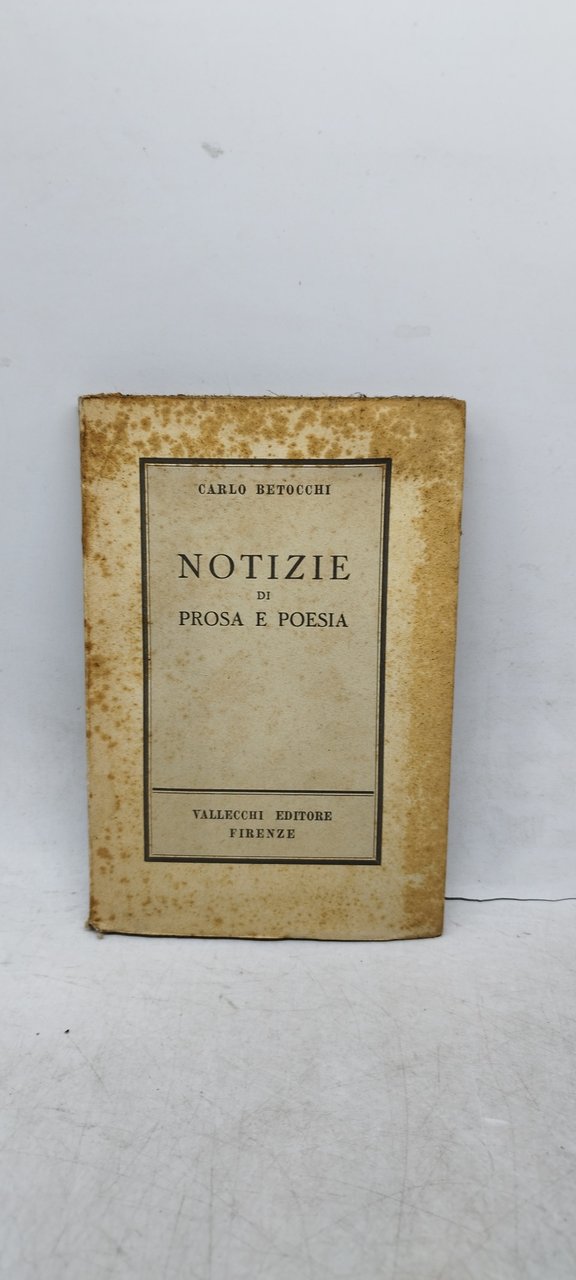 CARLO BETOCCHI
NOTIZIE
DI
PROSA E POESIA
VALLECCHI EDITORE
FIRENZE